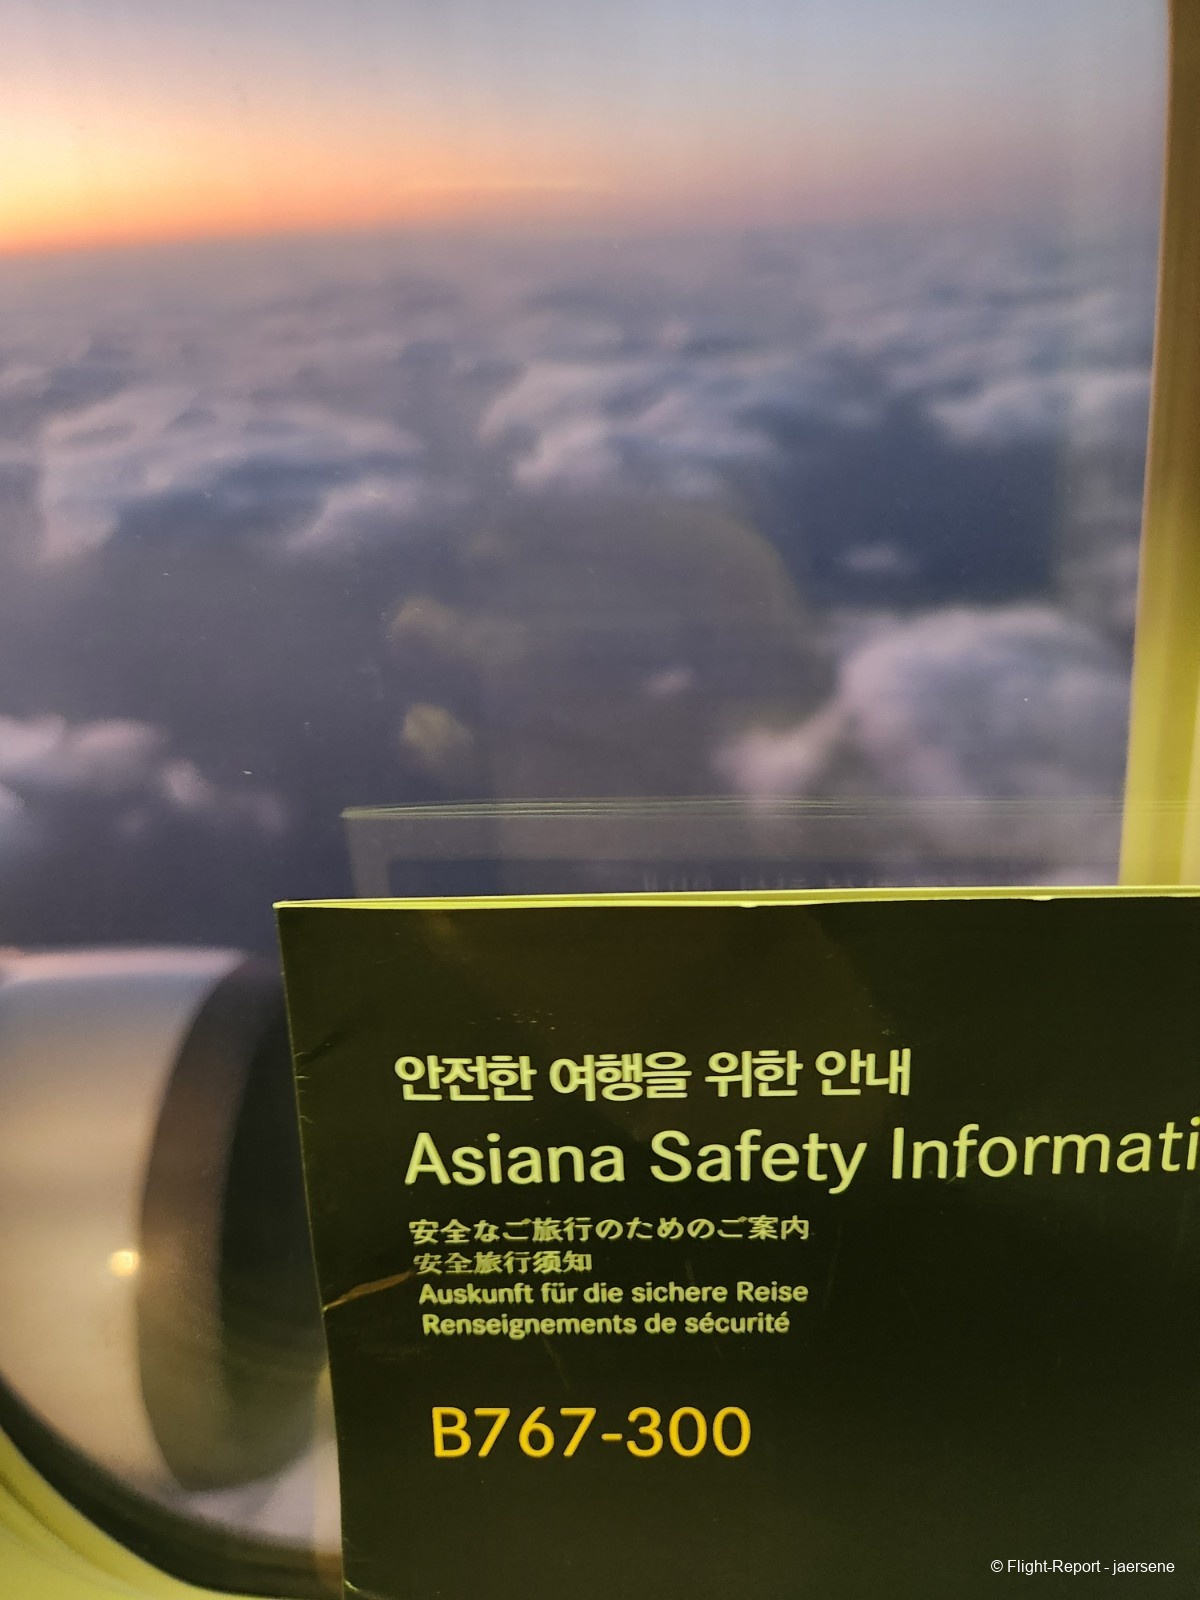 안전한 여행을 위한 안내
Asiana Safety Informati
安全なご旅行のためのご案内
安全旅行须知
Auskunft für die sichere Reise
Renseignements de sécurité
B767-300
© Flight-Report - jaersene